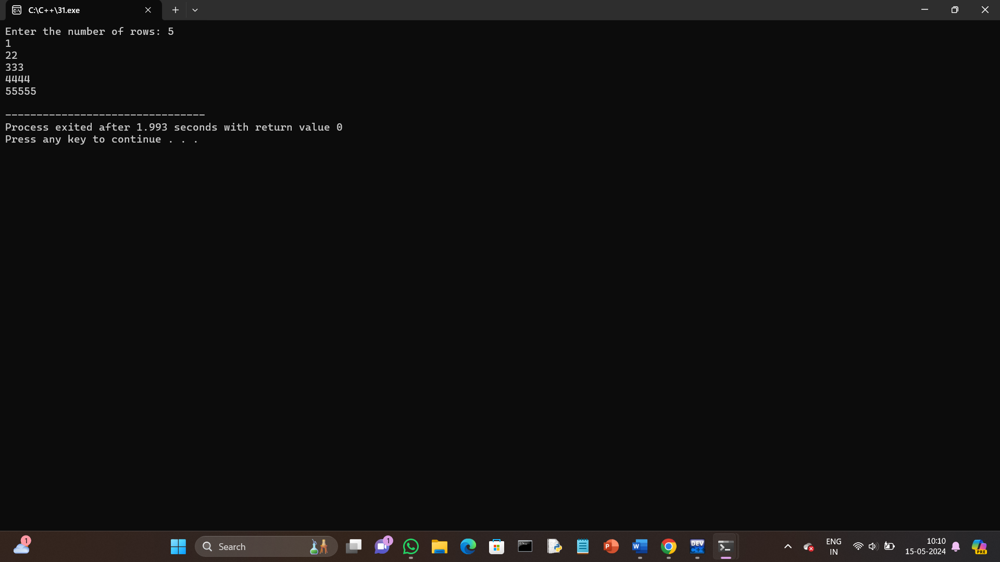 C:\C++\31.exe
Enter the number of rows: 5
1
22
333
4444
55555
--------------------------------
Process exited after 1.993 seconds with return value 0
Press any key to continue . . .
1
Search
1
P
W
DEV
C++
ENG
IN
10:10
15-05-2024
PRE